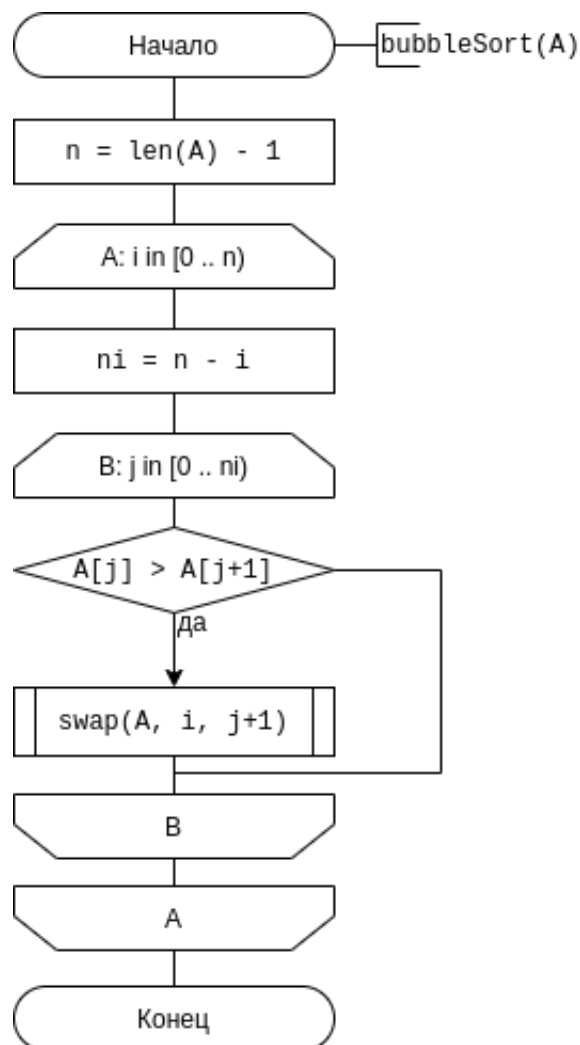 Начало
bubbleSort(A)
n = len(A) - 1
A: i in [0 .. n)
ni = n - i
B: j in [0 .. ni)
A[j] > A[j+1]
да
swap(A, i, j+1)
B
A
Конец